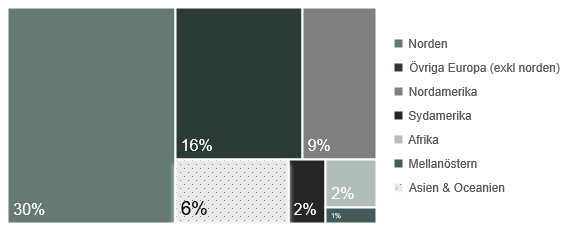 30%
16%
9%
6%
2%
2%
1%
Norden
Övriga Europa (exkl norden)
Nordamerika
Sydamerika
Afrika
Mellanöstern
Asien & Oceanien